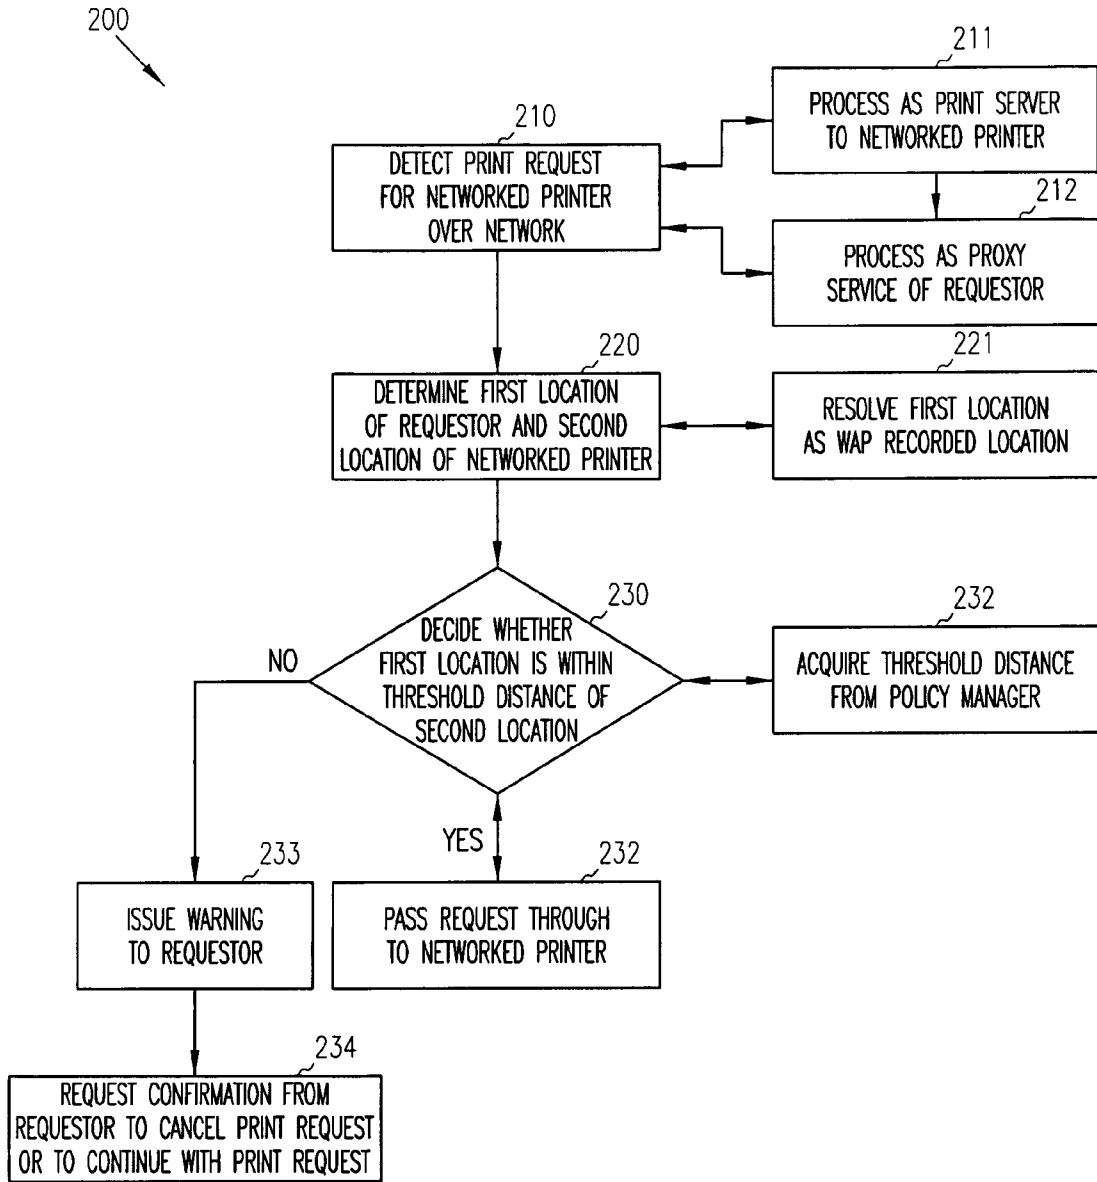 200
211
PROCESS AS PRINT SERVER
TO NETWORKED PRINTER
210
DETECT PRINT REQUEST
FOR NETWORKED PRINTER
OVER NETWORK
212
PROCESS AS PROXY
SERVICE OF REQUESTOR
220
DETERMINE FIRST LOCATION
OF REQUESTOR AND SECOND
LOCATION OF NETWORKED PRINTER
221
RESOLVE FIRST LOCATION
AS WAP RECORDED LOCATION
230
DECIDE WHETHER
FIRST LOCATION IS WITHIN
THRESHOLD DISTANCE OF
SECOND LOCATION
232
ACQUIRE THRESHOLD DISTANCE
FROM POLICY MANAGER
NO
YES
233
ISSUE WARNING
TO REQUESTOR
232
PASS REQUEST THROUGH
TO NETWORKED PRINTER
234
REQUEST CONFIRMATION FROM
REQUESTOR TO CANCEL PRINT REQUEST
OR TO CONTINUE WITH PRINT REQUEST